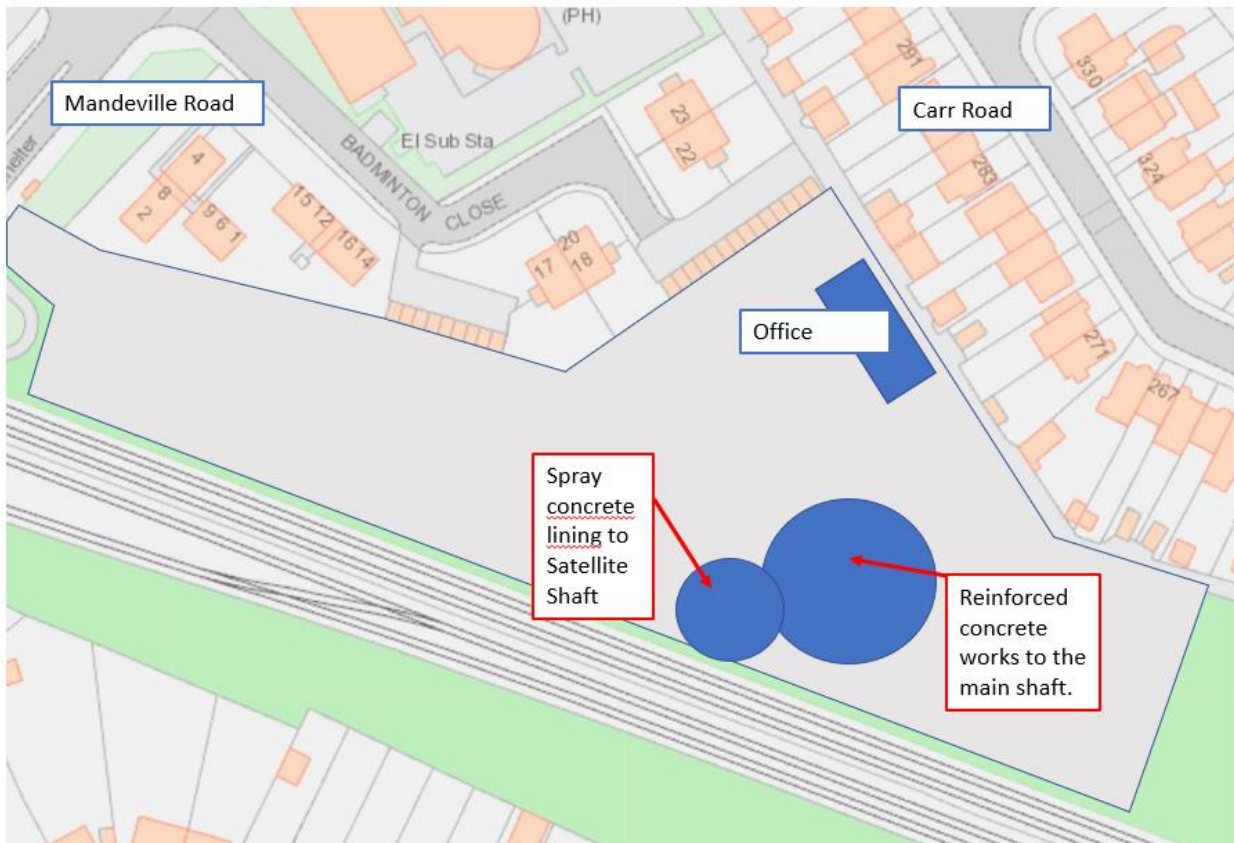 (PH)
291
330
Mandeville Road
Carr Road
El Sub Sta
23
22
283
324
helter
BADMINTON
CLOSE
4
8
2
9 6 1
15 12
16 14
20
17
18
Office
271
267
Spray
concrete
lining to
Satellite
Shaft
Reinforced
concrete
works to the
main shaft.